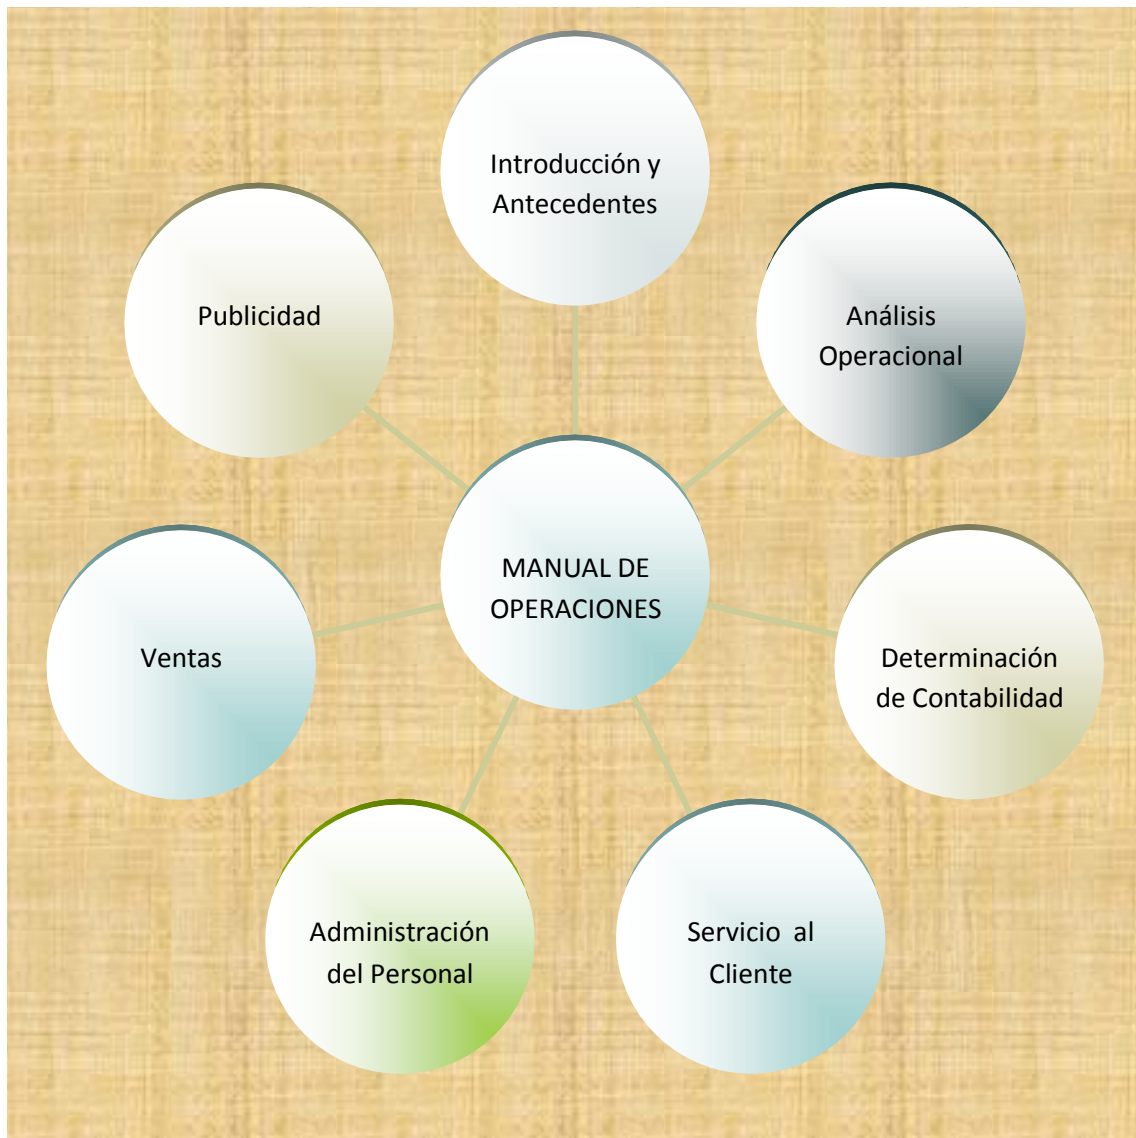 Introducción y
Antecedentes
Análisis
Operacional
Determinación
de Contabilidad
Servicio al
Cliente
Administración
del Personal
Ventas
Publicidad
MANUAL DE
OPERACIONES